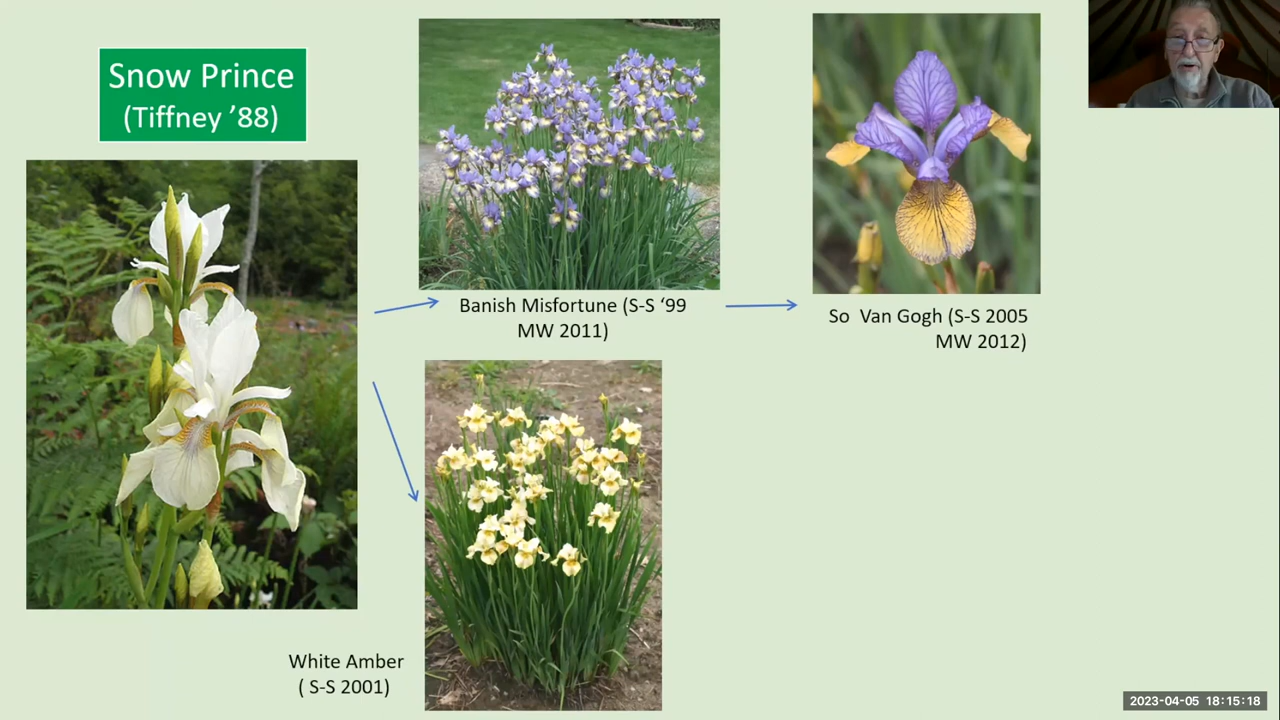 Snow Prince
(Tiffney ’88)
Banish Misfortune (S-S ‘99
MW 2011)
So Van Gogh (S-S 2005
MW 2012)
White Amber
( S-S 2001)
2023-04-05 18:15:18